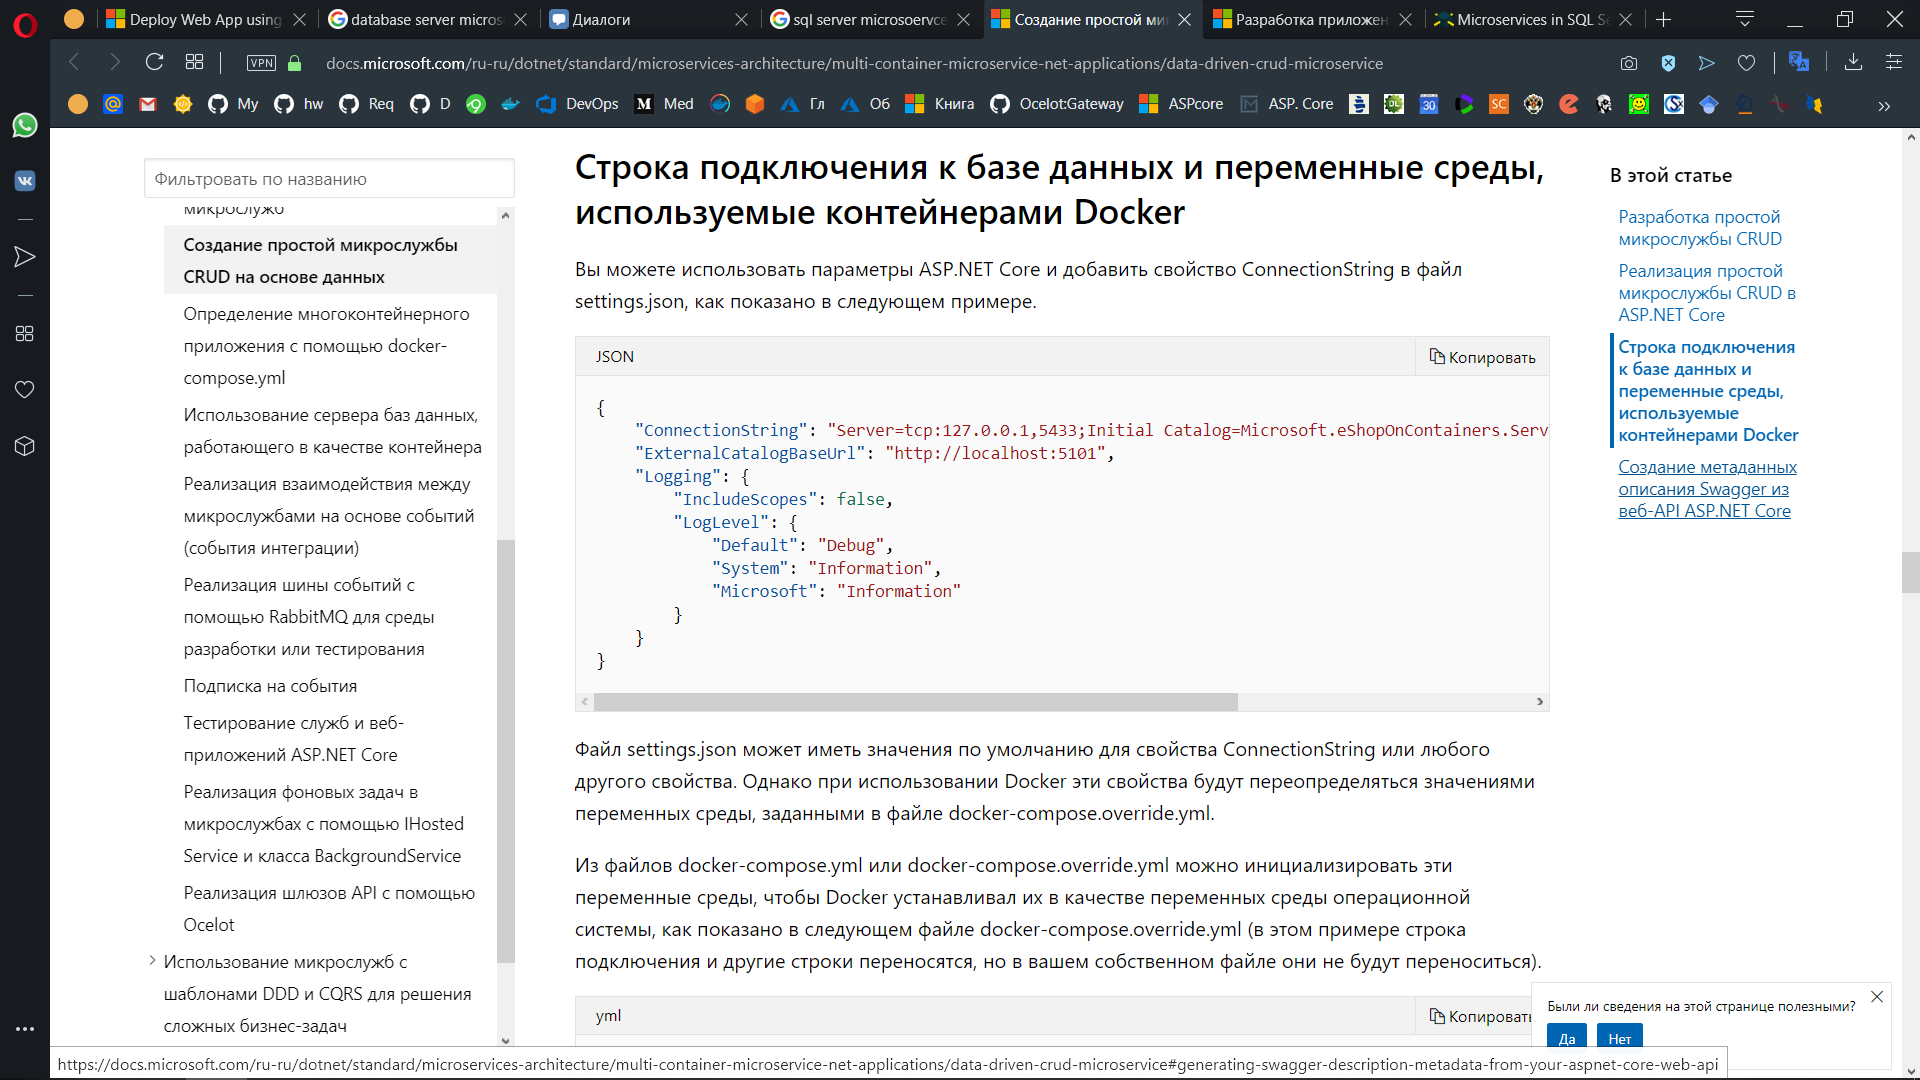 Deploy Web App using
database server micros
Диалоги
sql server microsoervce
Создание простой ми
Разработка приложен
Microservices in SQL Se
VPN
docs.microsoft.com/ru-ru/dotnet/standard/microservices-architecture/multi-container-microservice-net-applications/data-driven-crud-microservice
My
hw
Req
D
DevOps
Med
Гл
Об
Книга
Ocelot:Gateway
ASPcore
ASP. Core
30
SC
»
Фильтровать по названию
микрослужб
Создание простой микрослужбы
CRUD на основе данных
Определение многоконтейнерного
приложения с помощью docker-
compose.yml
Использование сервера баз данных,
работающего в качестве контейнера
Реализация взаимодействия между
микрослужбами на основе событий
(события интеграции)
Реализация шины событий с
помощью RabbitMQ для среды
разработки или тестирования
Подписка на события
Тестирование служб и веб-
приложений ASP.NET Core
Реализация фоновых задач в
микрослужбах с помощью IHosted
Service и класса BackgroundService
Реализация шлюзов API с помощью
Ocelot
Использование микрослужб с
шаблонами DDD и CQRS для решения
сложных бизнес-задач
Строка подключения к базе данных и переменные среды,
используемые контейнерами Docker
Вы можете использовать параметры ASP.NET Core и добавить свойство ConnectionString в файл
settings.json, как показано в следующем примере.
JSON
Копировать
{
"ConnectionString": "Server=tcp:127.0.0.1,5433;Initial Catalog=Microsoft.eShopOnContainers.Serv
"ExternalCatalogBaseUrl": "http://localhost:5101",
"Logging": {
"IncludeScopes": false,
"LogLevel": {
"Default": "Debug",
"System": "Information",
"Microsoft": "Information"
}
}
}
Файл settings.json может иметь значения по умолчанию для свойства ConnectionString или любого
другого свойства. Однако при использовании Docker эти свойства будут переопределяться значениями
переменных среды, заданными в файле docker-compose.override.yml.
Из файлов docker-compose.yml или docker-compose.override.yml можно инициализировать эти
переменные среды, чтобы Docker устанавливал их в качестве переменных среды операционной
системы, как показано в следующем файле docker-compose.override.yml (в этом примере строка
подключения и другие строки переносятся, но в вашем собственном файле они не будут переноситься).
yml
Копировать
В этой статье
Разработка простой
микрослужбы CRUD
Реализация простой
микрослужбы CRUD в
ASP.NET Core
Строка подключения
к базе данных и
переменные среды,
используемые
контейнерами Docker
Создание метаданных
описания Swagger из
веб-API ASP.NET Core
Были ли сведения на этой странице полезными?
Да
Нет
https://docs.microsoft.com/ru-ru/dotnet/standard/microservices-architecture/multi-container-microservice-net-applications/data-driven-crud-microservice#generating-swagger-description-metadata-from-your-aspnet-core-web-api